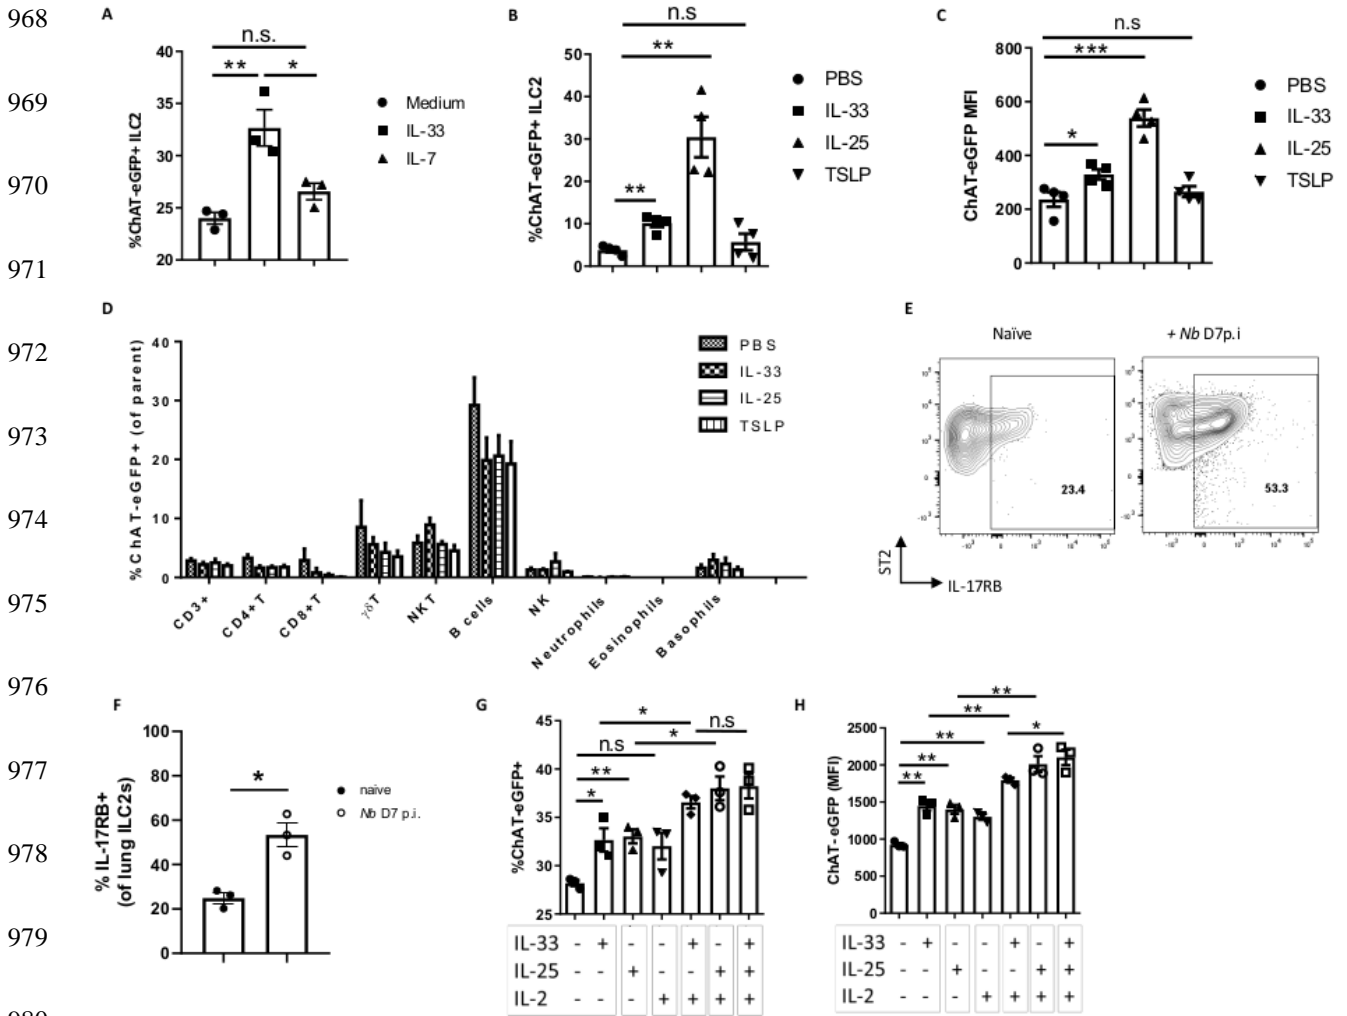 968
969
970
971
972
973
974
975
976
977
978
979
A
n.s.
**
*
40
35
30
25
20
%ChAT-eGFP+ ILC2
Medium
IL-33
IL-7
B
n.s
**
**
50
40
30
20
10
0
%ChAT-eGFP+ ILC2
PBS
IL-33
IL-25
TSLP
C
n.s
***
*
800
600
400
200
0
ChAT-eGFP MFI
PBS
IL-33
IL-25
TSLP
D
40
30
20
10
0
% ChAT-eGFP+ (of parent)
PBS
IL-33
IL-25
TSLP
CD3+
CD4+T
CD8+T
γδT
NKT
B cells
NK
Neutrophils
Eosinophils
Basophils
E
Naïve
+ Nb D7p.i
23.4
53.3
ST2
IL-17RB
F
100
80
60
40
20
0
% IL-17RB+
(of lung ILC2s)
*
naive
Nb D7 p.i.
G
*
n.s
n.s
*
**
*
45
40
35
30
25
%ChAT-eGFP+
IL-33 - + - - + - +
IL-25 - - + - - + +
IL-2 - - - + + + +
H
**
**
**
*
**
**
2500
2000
1500
1000
500
0
ChAT- eGFP (MFI)
IL-33 - + - - + - +
IL-25 - - + - - + +
IL-2 - - - + + + +